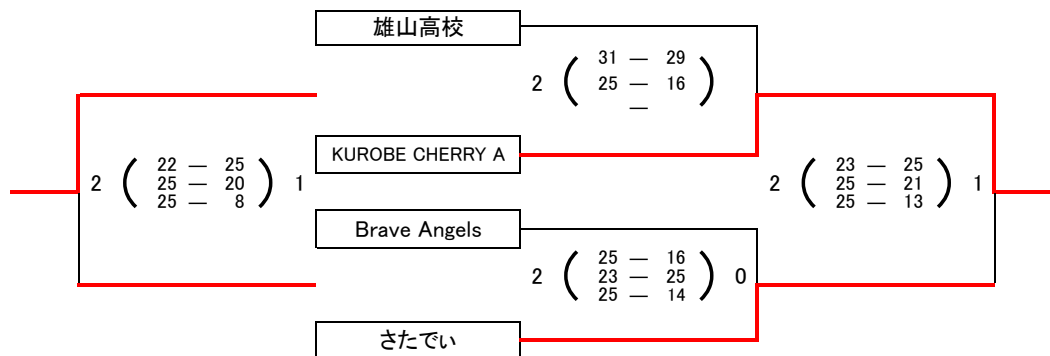 雄山高校
31 — 29
2 ( 25 — 16 )
—
KUROBE CHERRY A
22 — 25
2 ( 25 — 20 ) 1
25 — 8
23 — 25
2 ( 25 — 21 ) 1
25 — 13
Brave Angels
25 — 16
2 ( 23 — 25 ) 0
25 — 14
さたでぃ